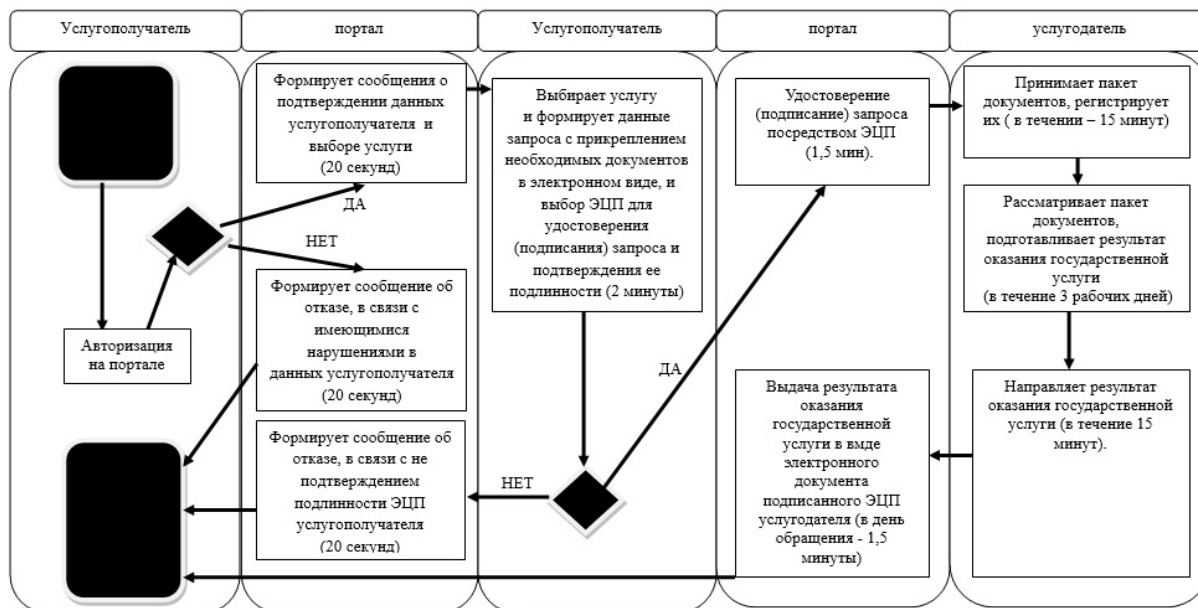 Услугополучатель
портал
Услугополучатель
портал
услугодатель
Авторизация
на портале
Формирует сообщения о
подтверждении данных
услугополучателя и
выборе услуги
(20 секунд)
ДА
НЕТ
Формирует сообщение об
отказе, в связи с
имеющимися
нарушениями в
данных услугополучателя
(20 секунд)
Формирует сообщение об
отказе, в связи с не
подтверждением
подлинности ЭЦП
услугополучателя
(20 секунд)
Выбирает услугу
и формирует данные
запроса с прикреплением
необходимых документов
в электронном виде, и
выбор ЭЦП для
удостоверения
(подписания) запроса и
подтверждения ее
подлинности (2 минуты)
НЕТ
ДА
Удостоверение
(подписание) запроса
посредством ЭЦП
(1,5 мин).
Принимает пакет
документов, регистрирует
их ( в течении – 15 минут)
Рассматривает пакет
документов,
подготавливает результат
оказания государственной
услуги
(в течение 3 рабочих дней)
Направляет результат
оказания государственной
услуги (в течение 15
минут).
Выдача результата
оказания
государственной
услуги в вмде
электронного
документа
подписанного ЭЦП
услугодателя (в день
обращения - 1,5
минуты)